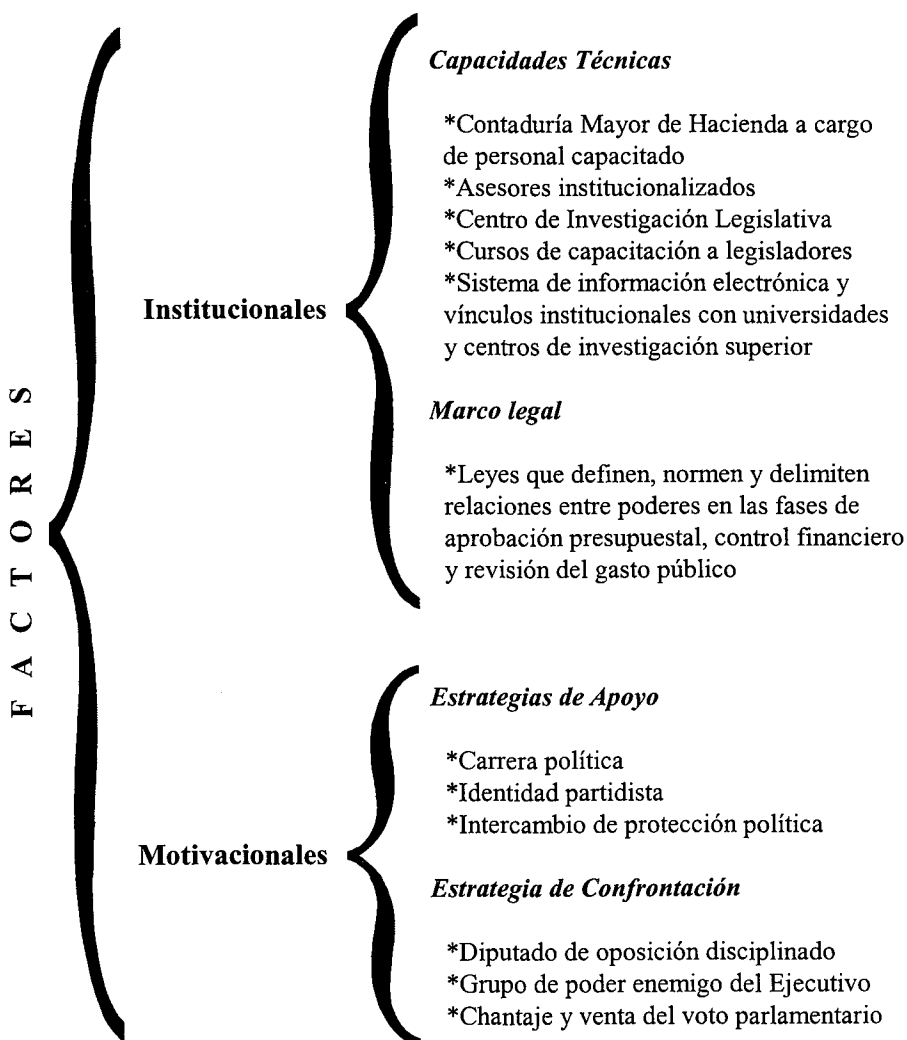 FACTORES
Institucionales
Capacidades Técnicas
*Contaduría Mayor de Hacienda a cargo
de personal capacitado
*Asesores institucionalizados
*Centro de Investigación Legislativa
*Cursos de capacitación a legisladores
*Sistema de información electrónica y
vínculos institucionales con universidades
y centros de investigación superior
Marco legal
*Leyes que definen, normen y delimiten
relaciones entre poderes en las fases de
aprobación presupuestal, control financiero
y revisión del gasto público
Motivacionales
Estrategias de Apoyo
*Carrera política
*Identidad partidista
*Intercambio de protección política
Estrategia de Confrontación
*Diputado de oposición disciplinado
*Grupo de poder enemigo del Ejecutivo
*Chantaje y venta del voto parlamentario